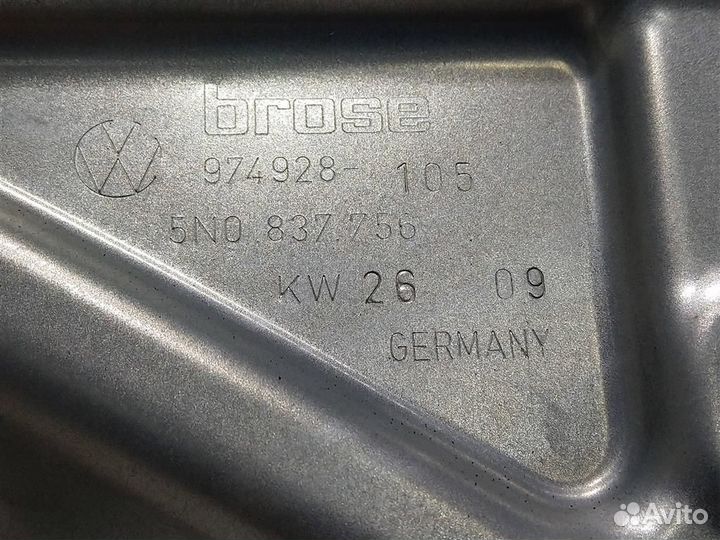 brose
974928- 105
5N0 837.756
KW 26 09
GERMANY
Avito